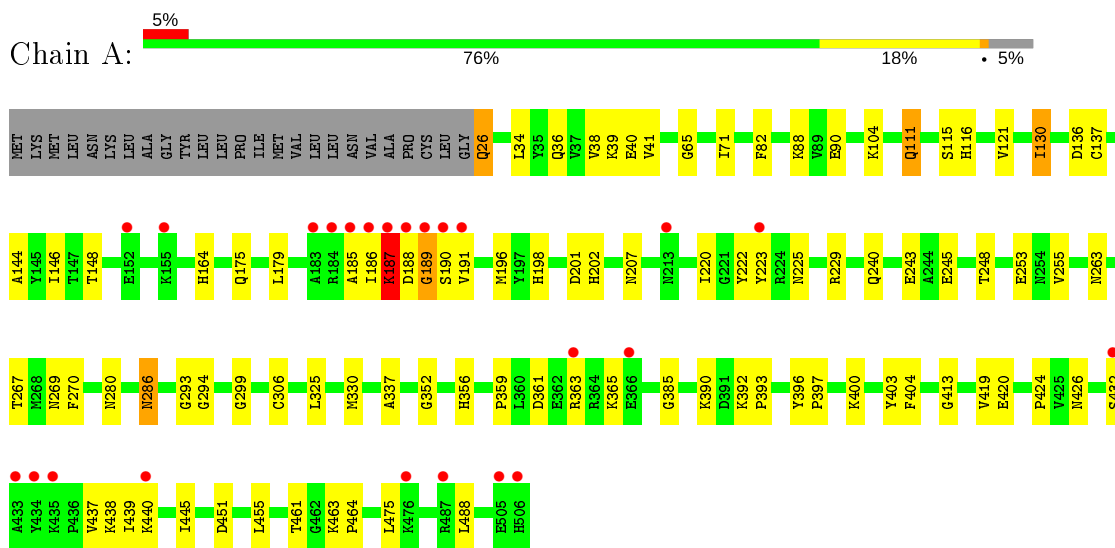 5%
Chain A:
76% 18% • 5%
MET LYS MET LEU ASN LYS LEU ALA GLY TYR LEU LEU PRO ILE MET VAL LEU LEU ASN VAL ALA PRO CYS LEU GLY Q26 L34 Y35 Q36 V37 V38 K39 E40 V41 G65 I71 F82 K88 V89 E90 K104 Q111 S115 H116 V121 I130 D136 C137
A144 Y145 I146 T147 T148 E152 K155 H164 Q175 L179 A183 R184 A185 I186 K187 D188 G189 S190 V191 M196 Y197 H198 D201 H202 N207 N213 I220 G221 Y222 Y223 R224 N225 R229 Q240 E243 A244 E245 T248 E253 N254 V255 N263
T267 M268 N269 F270 N280 N286 G293 G294 G299 C306 L325 M330 A337 G352 H356 P359 L360 D361 E362 R363 R364 K365 E366 G385 K390 D391 K392 P393 Y396 P397 K400 Y403 F404 G413 V419 E420 P424 V425 N426 S432
A433 Y434 K435 P436 V437 K438 I439 K440 I445 D451 L455 T461 G462 K463 P464 L475 K476 R487 L488 E505 H506